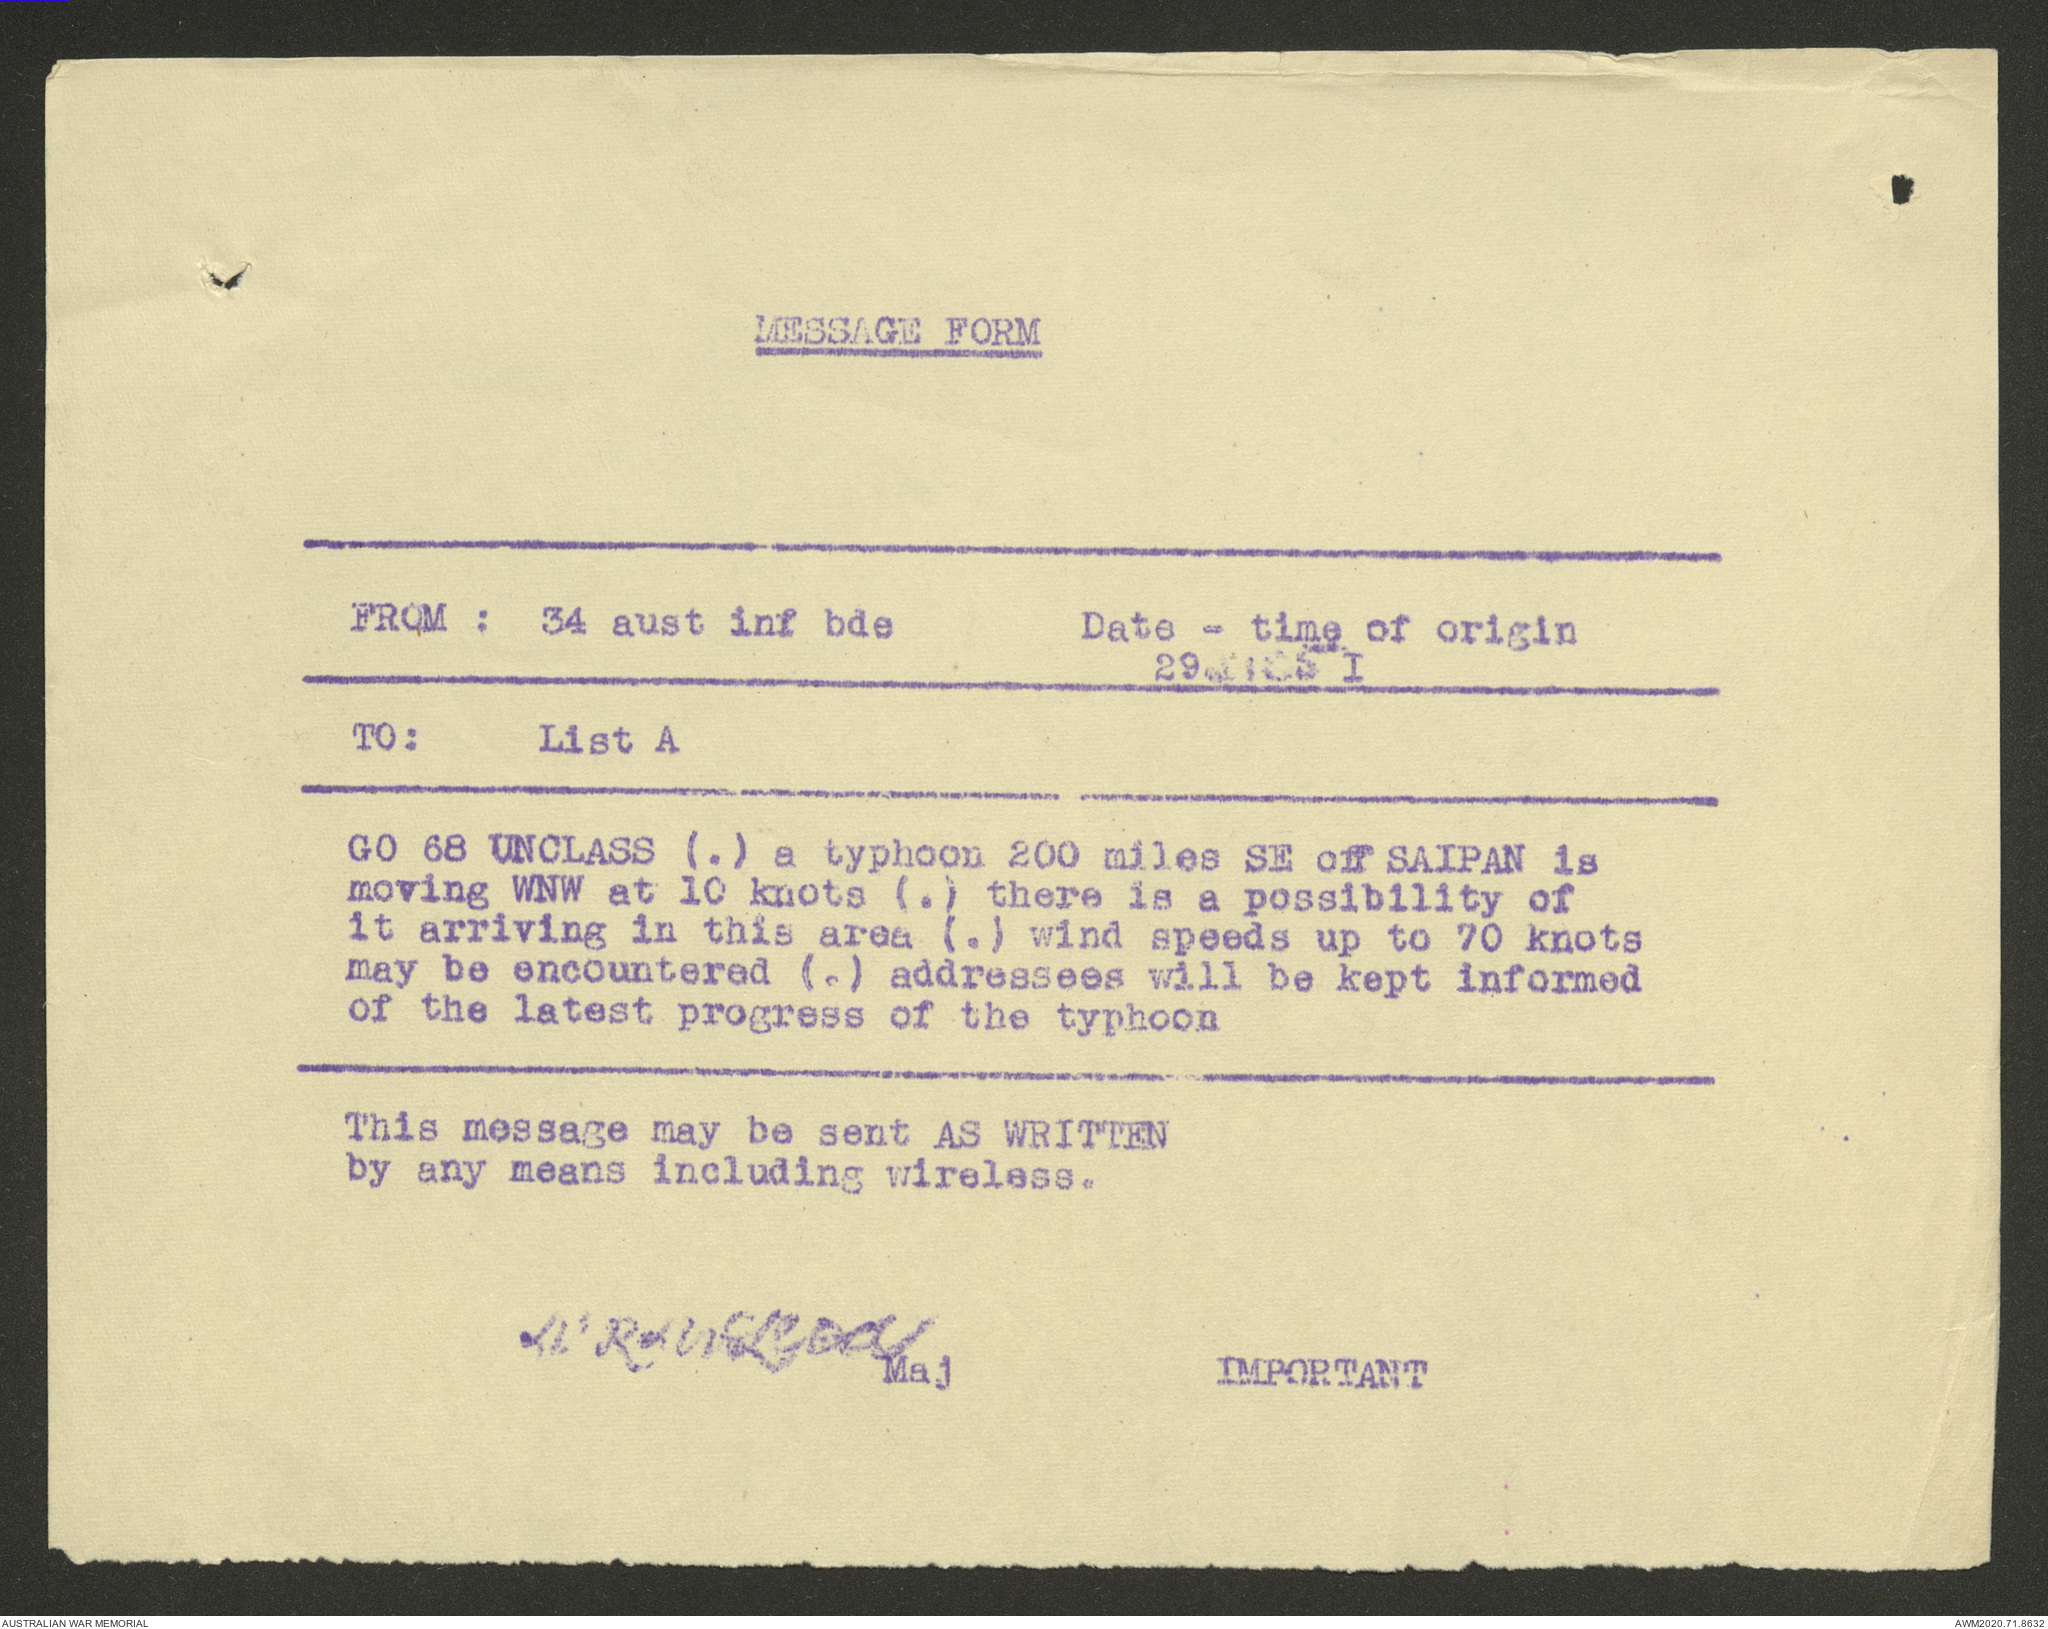 MESSAGE FORM
FROM : 34 aust inf bde Date - time of origin
29 I
TO: List A
GO 68 UNCLASS (.) a typhoon 200 miles SE off SAIPAN is
moving WNW at 10 knots (.) there is a possibility of
it arriving in this area (.) wind speeds up to 70 knots
may be encountered (.) addressees will be kept informed
of the latest progress of the typhoon
This message may be sent AS WRITTEN
by any means including wireless.
Maj IMPORTANT
AUSTRALIAN WAR MEMORIAL AWM2020.71.8632